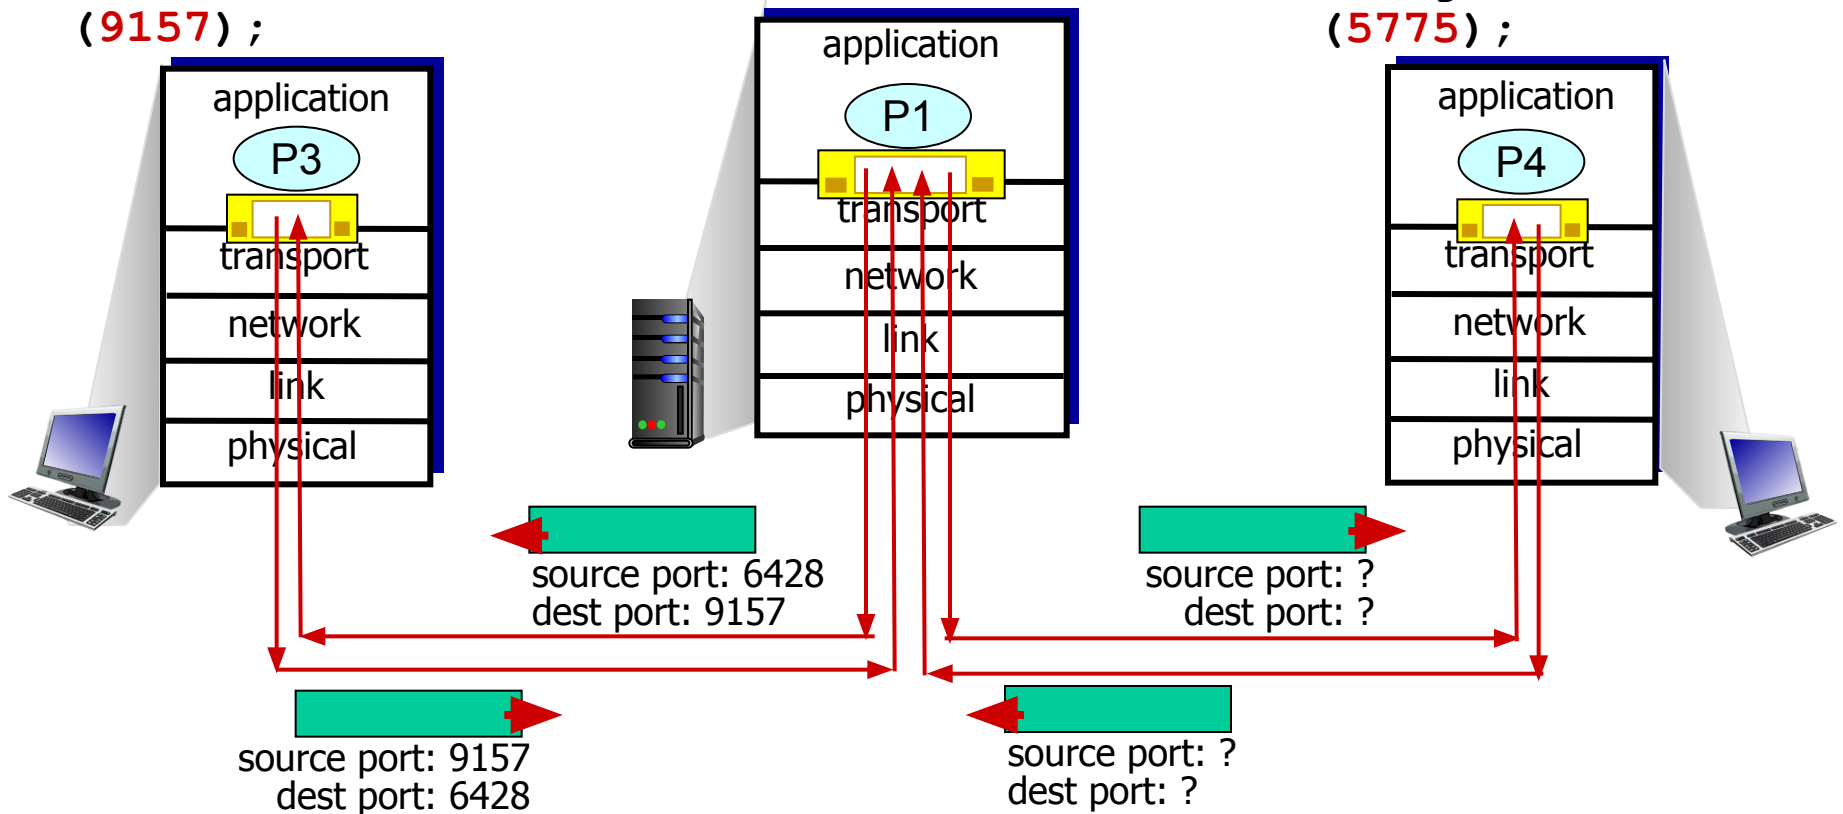 (9157);
application
P3
transport
network
link
physical
application
P1
transport
network
link
physical
(5775);
application
P4
transport
network
link
physical
source port: 6428
dest port: 9157
source port: ?
dest port: ?
source port: 9157
dest port: 6428
source port: ?
dest port: ?